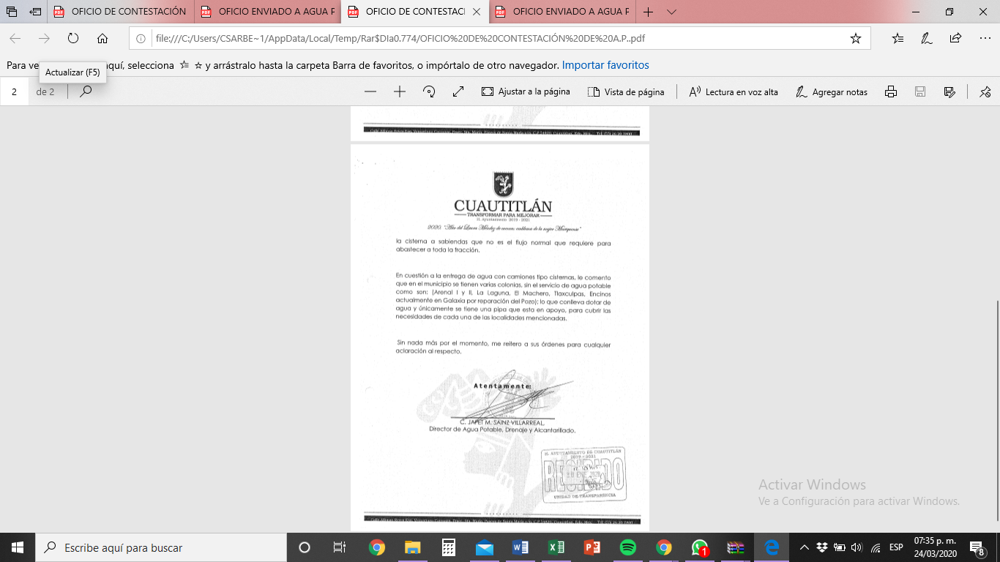 OFICIO DE CONTESTACIÓN
OFICIO ENVIADO A AGUA P
OFICIO DE CONTESTACI
OFICIO ENVIADO A AGUA P
file:///C:/Users/CSARBE~1/AppData/Local/Temp/Rar$DIa0.774/OFICIO%20DE%20CONTESTACIÓN%20DE%20A.P..pdf
Para ve aquí, selecciona y arrástralo hasta la carpeta Barra de favoritos, o impórtalo de otro navegador. Importar favoritos
Actualizar (F5)
2 de 2 Ajustar a la página Vista de página Lectura en voz alta Agregar notas
CUAUTITLÁN
TRANSFORMAR PARA MEJORAR
H. Ayuntamiento 2019 - 2021
2020. "Año del Laura Méndez de cuenca; emblema de la mujer Mexiquense"
la cisterna a sabiendas que no es el flujo normal que requiere para
abastecer a toda la fracción.
En cuestión a la entrega de agua con camiones tipo cisternas, le comento
que en el municipio se tienen varias colonias, sin el servicio de agua potable
como son: (Arenal I y II, La Laguna, El Machero, Tlaxculpas, Encinos
actualmente en Galaxia por reparación del Pozo); lo que conlleva dotar de
agua y únicamente se tiene una pipa que esta en apoyo, para cubrir las
necesidades de cada una de las localidades mencionadas.
Sin nada más por el momento, me reitero a sus órdenes para cualquier
aclaración al respecto.
Atentamente:
C. JAFET M. SAINZ VILLARREAL.
Director de Agua Potable, Drenaje y Alcantarillado.
H. AYUNTAMIENTO DE CUAUTITLÁN
2019 - 2021
RECIBIDO
UNIDAD DE TRANSPARENCIA
Activar Windows
Ve a Configuración para activar Windows.
Escribe aquí para buscar
1
ESP
07:35 p. m.
24/03/2020
8